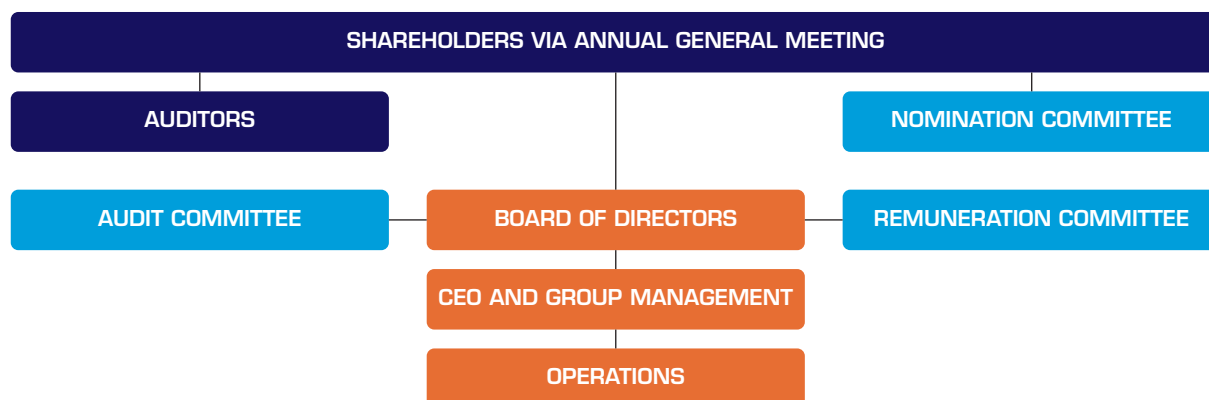 SHAREHOLDERS VIA ANNUAL GENERAL MEETING
AUDITORS
NOMINATION COMMITTEE
AUDIT COMMITTEE
BOARD OF DIRECTORS
REMUNERATION COMMITTEE
CEO AND GROUP MANAGEMENT
OPERATIONS